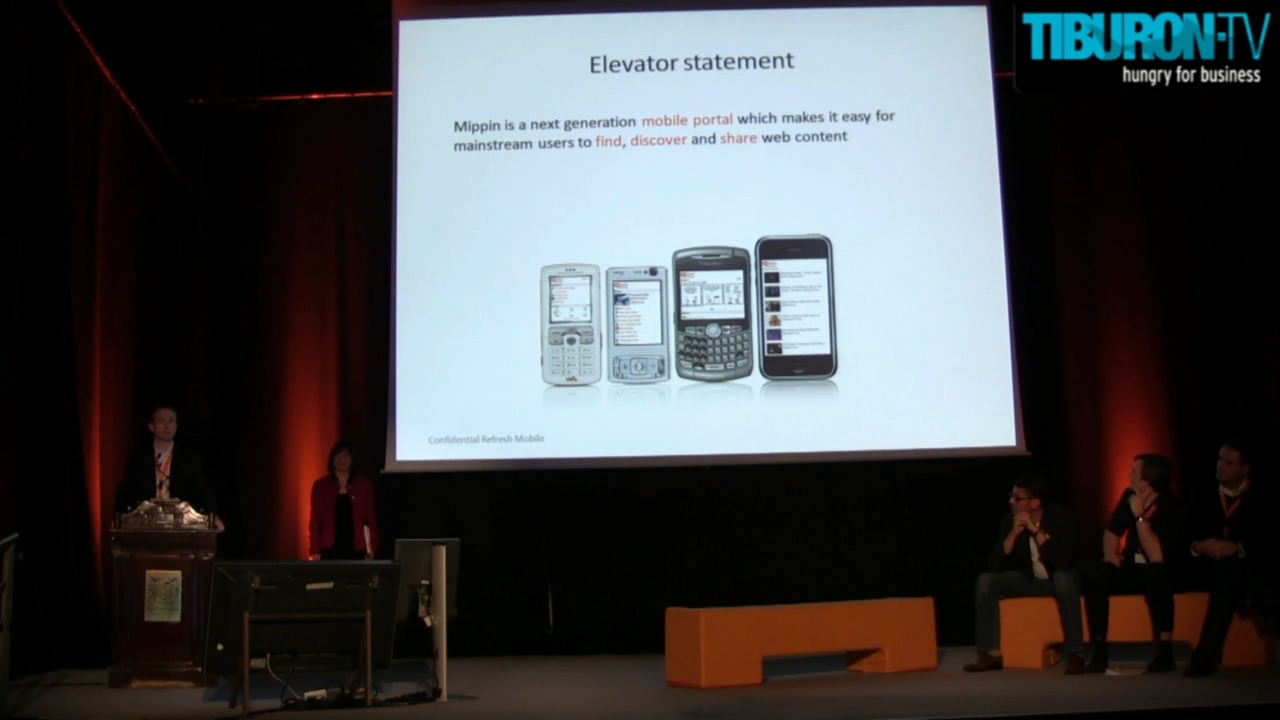 TIBURON-TV
hungry for business
Elevator statement
Mippin is a next generation mobile portal which makes it easy for
mainstream users to find, discover and share web content
Confidential Refresh Mobile